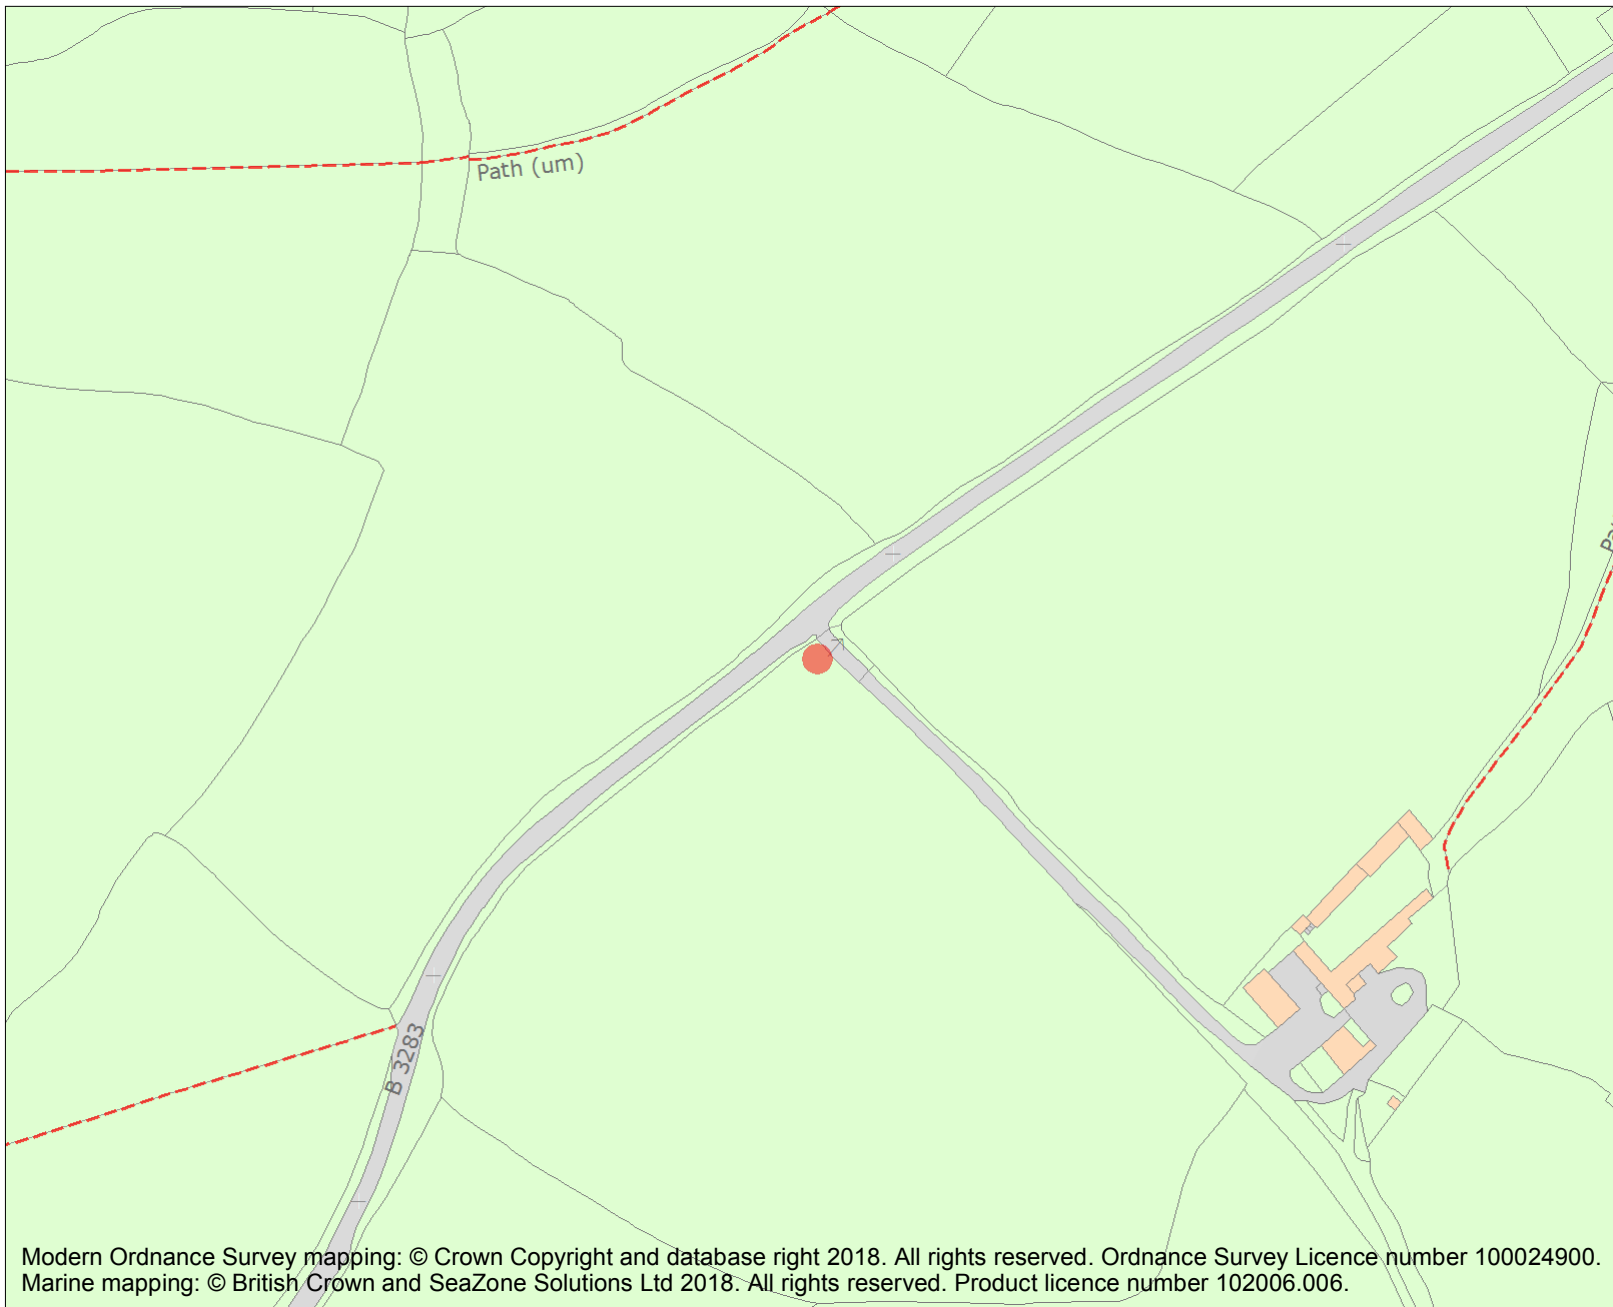 Path (um)
B 3283
Modern Ordnance Survey mapping: © Crown Copyright and database right 2018. All rights reserved. Ordnance Survey Licence number 100024900.
Marine mapping: © British Crown and SeaZone Solutions Ltd 2018. All rights reserved. Product licence number 102006.006.